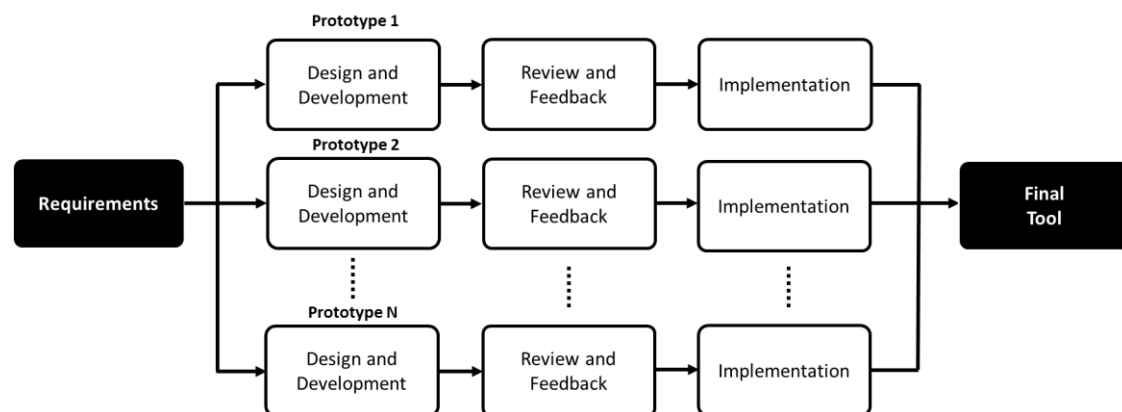 Prototype 1
Design and
Development
Review and
Feedback
Implementation
Prototype 2
Requirements
Design and
Development
Review and
Feedback
Implementation
Final
Tool
Prototype N
Design and
Development
Review and
Feedback
Implementation